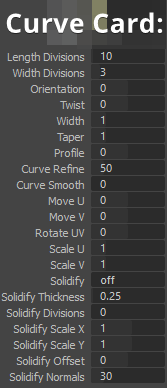 Curve Card:
Length Divisions 10
Width Divisions 3
Orientation 0
Twist 0
Width 1
Taper 1
Profile 0
Curve Refine 50
Curve Smooth 0
Move U 0
Move V 0
Rotate UV 0
Scale U 1
Scale V 1
Solidify off
Solidify Thickness 0.25
Solidify Divisions 0
Solidify Scale X 1
Solidify Scale Y 1
Solidify Offset 0
Solidify Normals 30